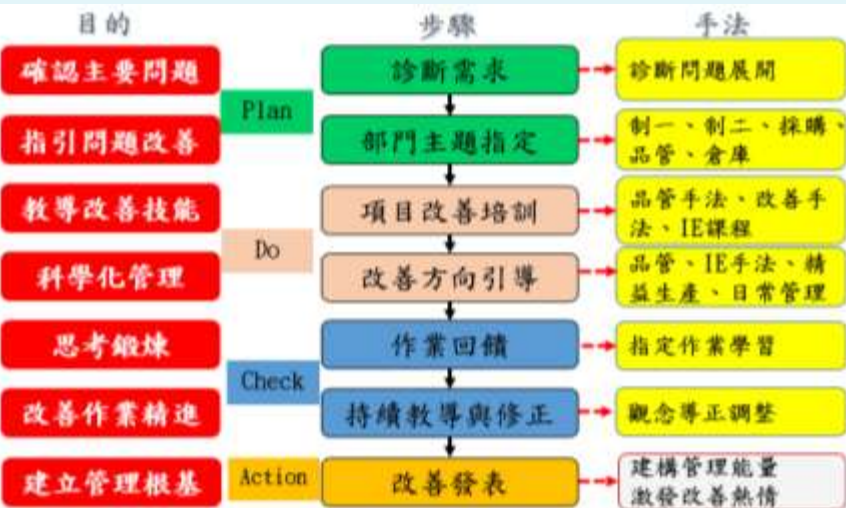 目的 步驟 手法
確認主要問題 診斷需求 診斷問題展開
Plan
指引問題改善 部門主題指定 制一、制二、採購、
品管、倉庫
教導改善技能 項目改善培訓 品管手法、改善手
法、IE課程
Do
科學化管理 改善方向引導 品管、IE手法、精
益生產、日常管理
思考鍛煉 作業回饋 指定作業學習
Check
改善作業精進 持續教導與修正 觀念導正調整
建立管理根基 Action 改善發表 建構管理能量
激發改善熱情